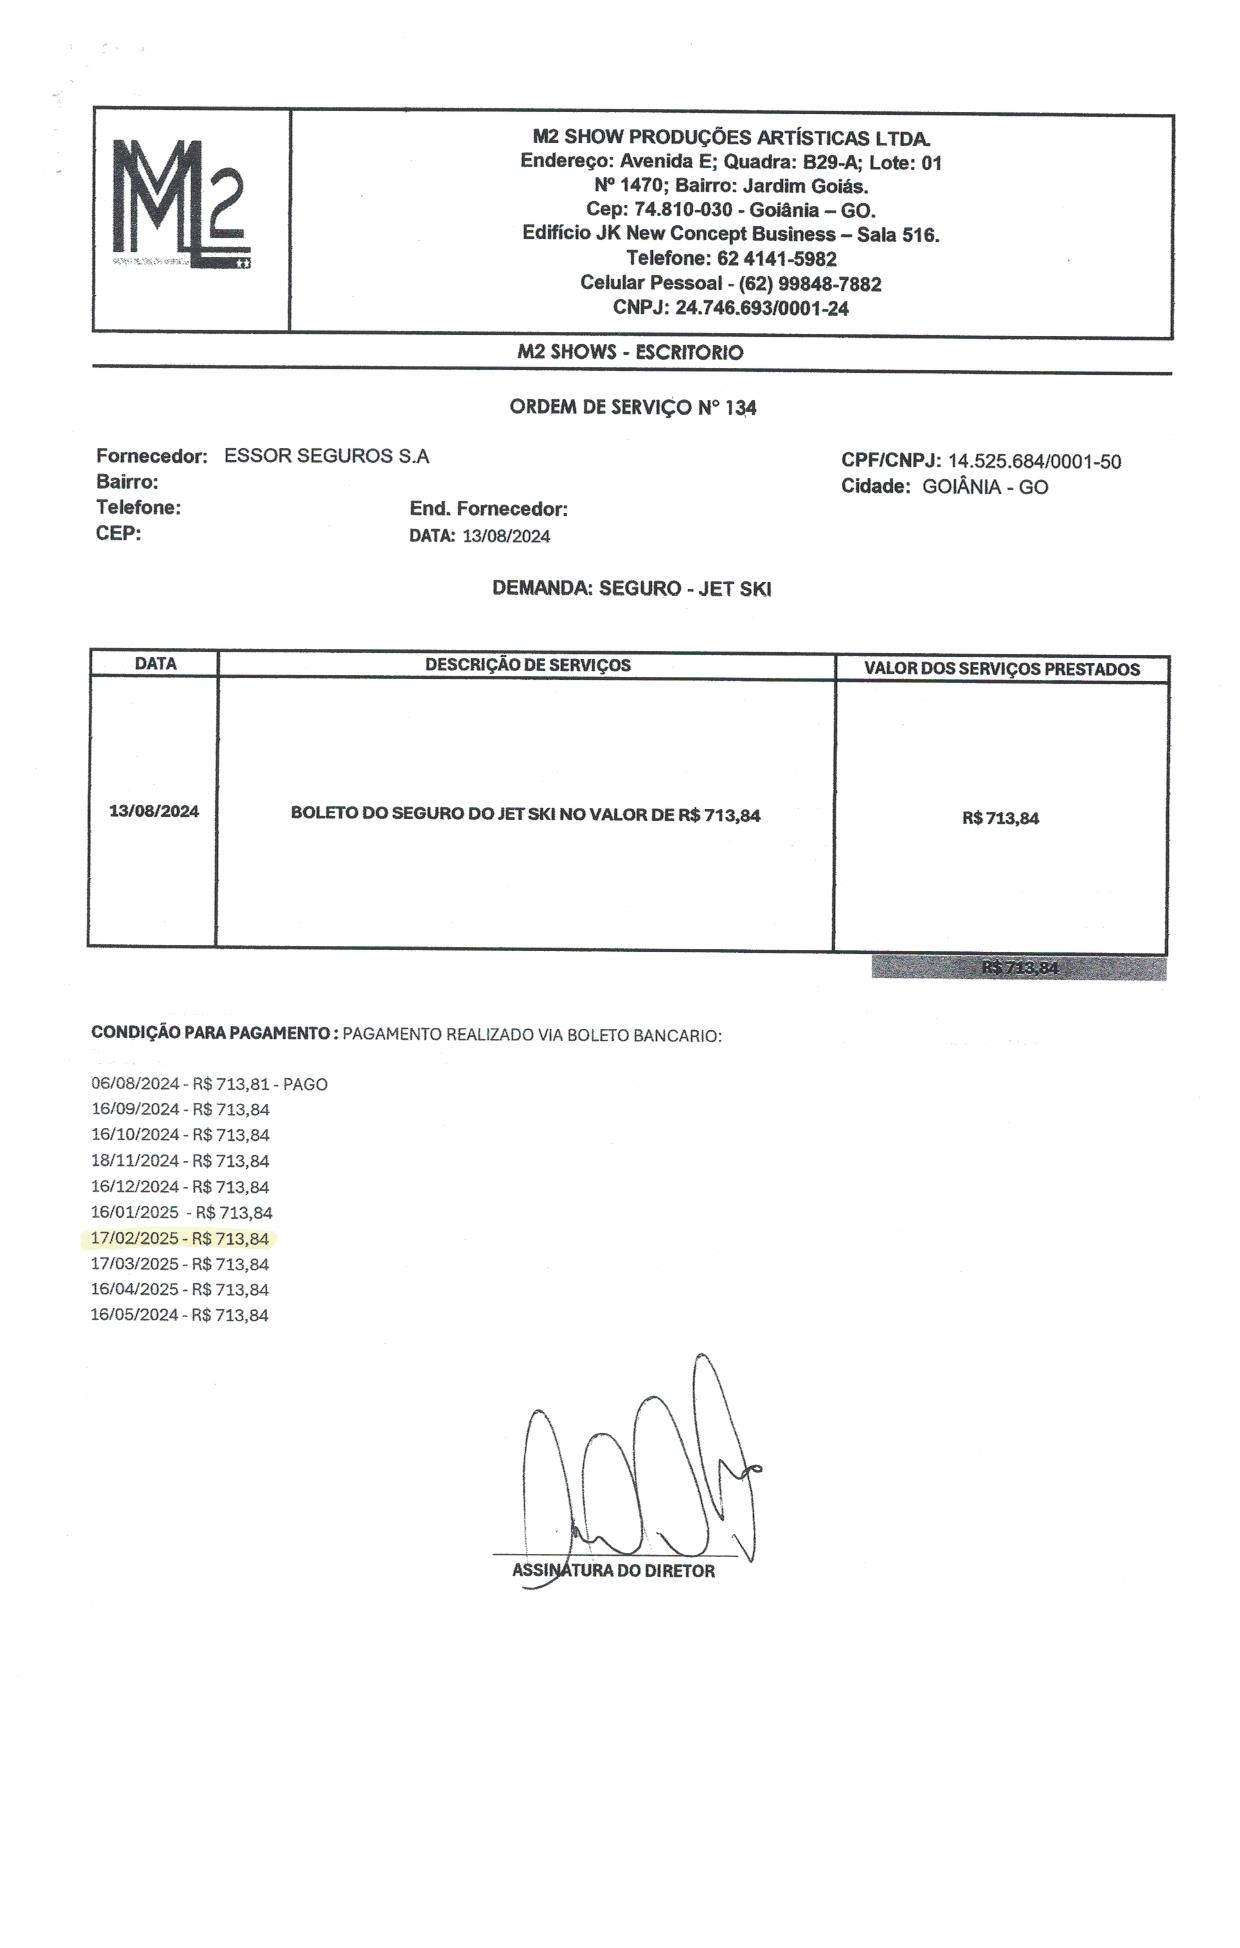 ML2
M2 SHOW PRODUÇÕES ARTÍSTICAS LTDA.
Endereço: Avenida E; Quadra: B29-A; Lote: 01
Nº 1470; Bairro: Jardim Goiás.
Cep: 74.810-030 - Goiânia – GO.
Edifício JK New Concept Business – Sala 516.
Telefone: 62 4141-5982
Celular Pessoal - (62) 99848-7882
CNPJ: 24.746.693/0001-24
M2 SHOWS - ESCRITORIO
ORDEM DE SERVIÇO N° 134
Fornecedor: ESSOR SEGUROS S.A
CPF/CNPJ: 14.525.684/0001-50
Bairro:
Cidade: GOIÂNIA - GO
Telefone: End. Fornecedor:
CEP: DATA: 13/08/2024
DEMANDA: SEGURO - JET SKI
DATA DESCRIÇÃO DE SERVIÇOS VALOR DOS SERVIÇOS PRESTADOS
13/08/2024 BOLETO DO SEGURO DO JET SKI NO VALOR DE R$ 713,84 R$ 713,84
R$ 713,84
CONDIÇÃO PARA PAGAMENTO : PAGAMENTO REALIZADO VIA BOLETO BANCARIO:
06/08/2024 - R$ 713,81 - PAGO
16/09/2024 - R$ 713,84
16/10/2024 - R$ 713,84
18/11/2024 - R$ 713,84
16/12/2024 - R$ 713,84
16/01/2025 - R$ 713,84
17/02/2025 - R$ 713,84
17/03/2025 - R$ 713,84
16/04/2025 - R$ 713,84
16/05/2024 - R$ 713,84
ASSINATURA DO DIRETOR